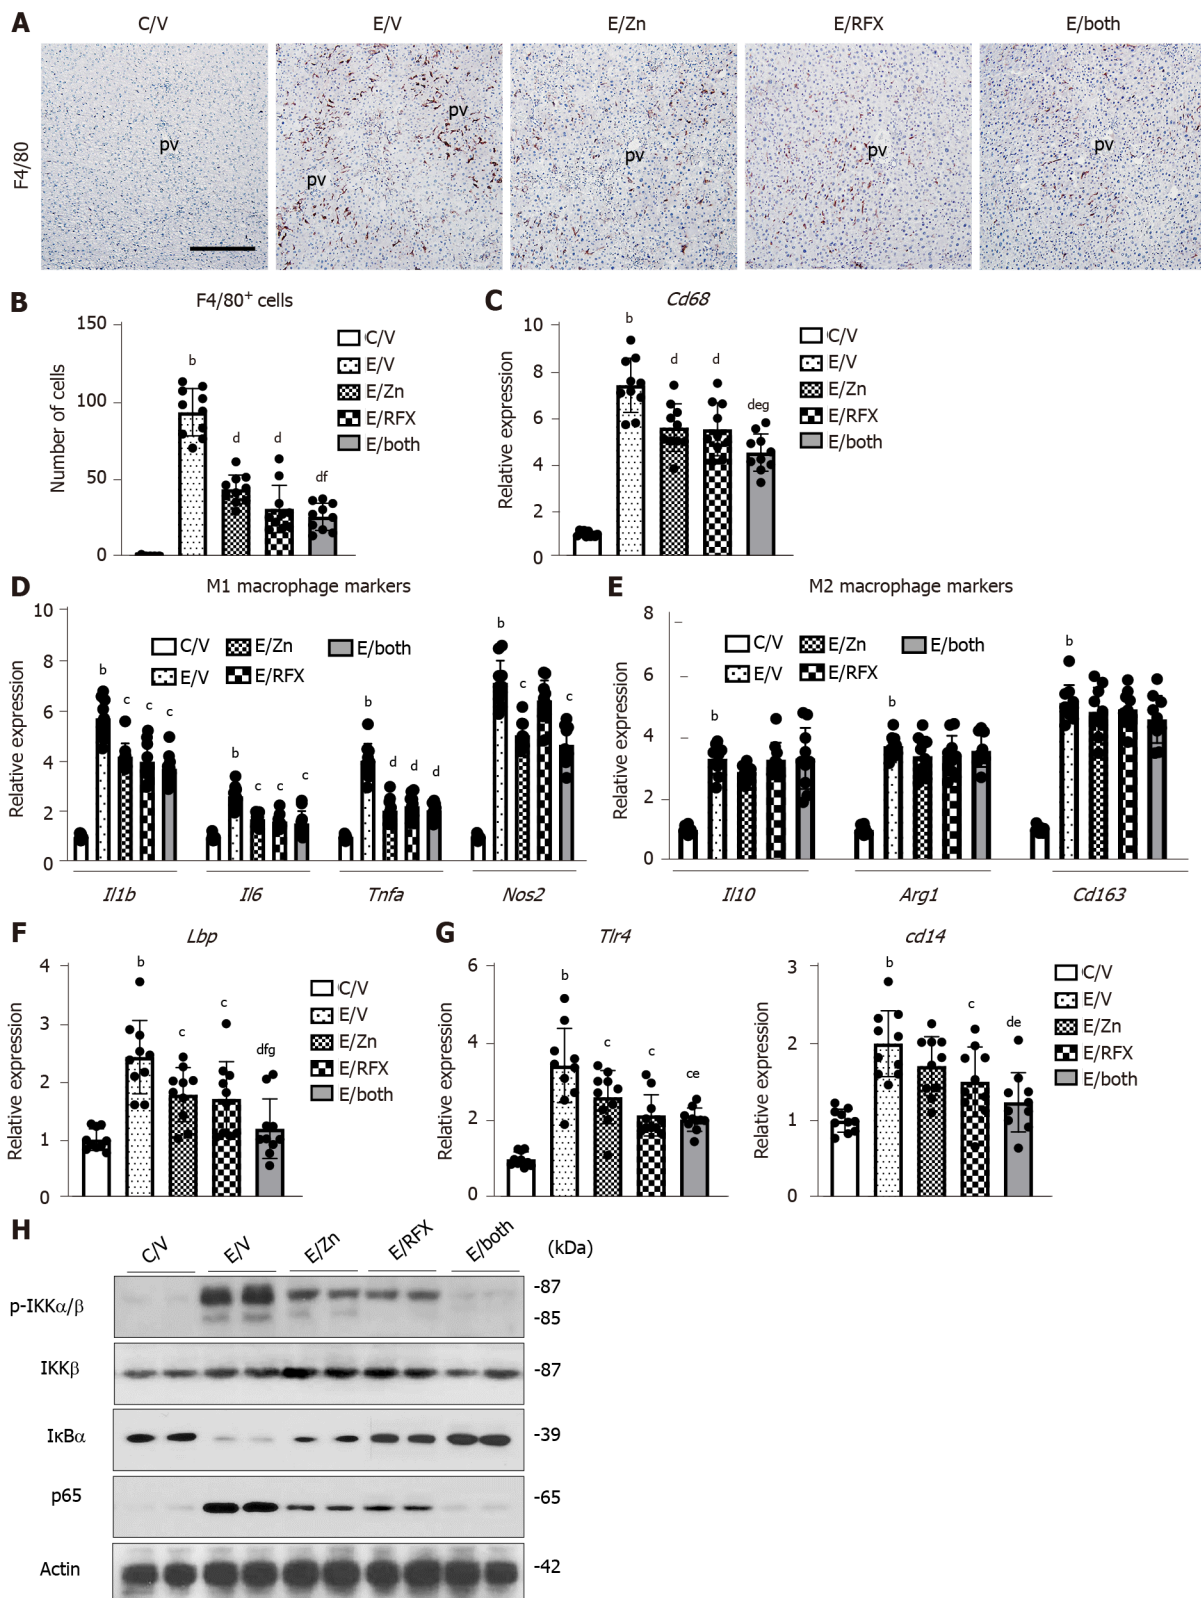 A
C/V E/V E/Zn E/RFX E/both
F4/80
pv
pv
pv
pv
pv
pv
B
F4/80+ cells
Number of cells
150
100
50
0
b
d
d
df
C/V
E/V
E/Zn
E/RFX
E/both
C
Cd68
Relative expression
10
8
6
4
2
0
b
d
d
deg
C/V
E/V
E/Zn
E/RFX
E/both
D
M1 macrophage markers
Relative expression
10
8
6
4
2
0
C/V E/Zn E/both
E/V E/RFX
b c c c
b c c c
b d d d
b c c
Il1b Il6 Tnfa Nos2
E
M2 macrophage markers
Relative expression
8
6
4
2
0
C/V E/Zn E/both
E/V E/RFX
b
b
b
Il10 Arg1 Cd163
F
Lbp
Relative expression
4
3
2
1
0
b
c
c
dfg
C/V
E/V
E/Zn
E/RFX
E/both
G
Tlr4
Relative expression
6
4
2
0
b
c
c
ce
cd14
Relative expression
3
2
1
0
b
c
de
C/V
E/V
E/Zn
E/RFX
E/both
H
C/V E/V E/Zn E/RFX E/both (kDa)
p-IKKα/β
-87
-85
IKKβ -87
IκBα -39
p65 -65
Actin -42